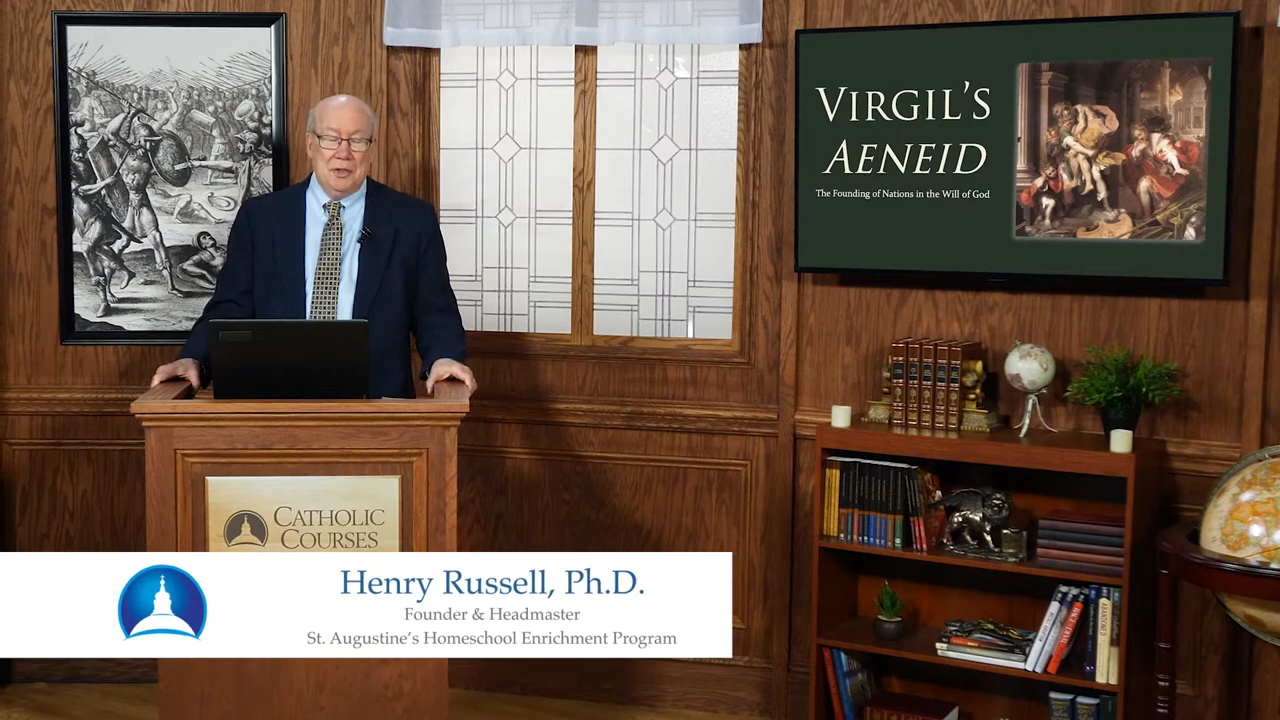 VIRGIL'S
AENEID
The Founding of Nations in the Will of God
CATHOLIC
COURSES
Henry Russell, Ph.D.
Founder & Headmaster
St. Augustine's Homeschool Enrichment Program